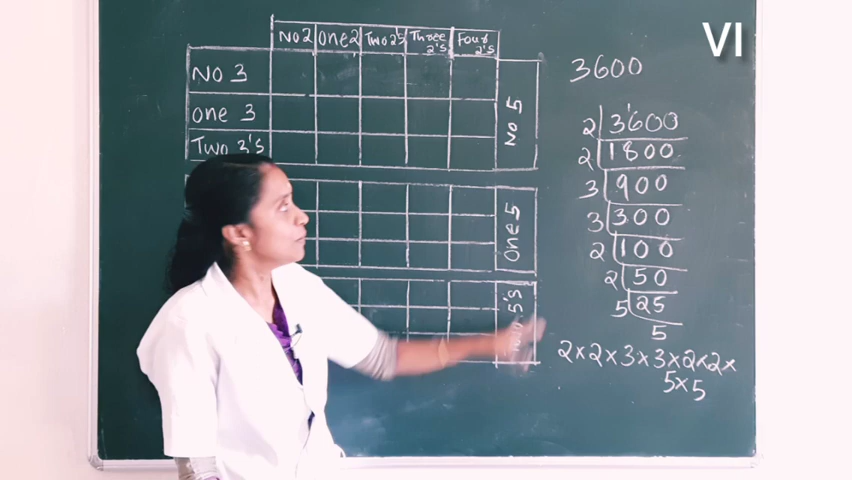 VI
No 2 One 2 Two 2's Three 2's Four 2's
No 3
One 3
Two 3's
No 5
One 5
5's
3600
2 3600
2 1800
3 900
3 300
2 100
2 50
5 25
5
2×2×3×3×2×2×
5×5